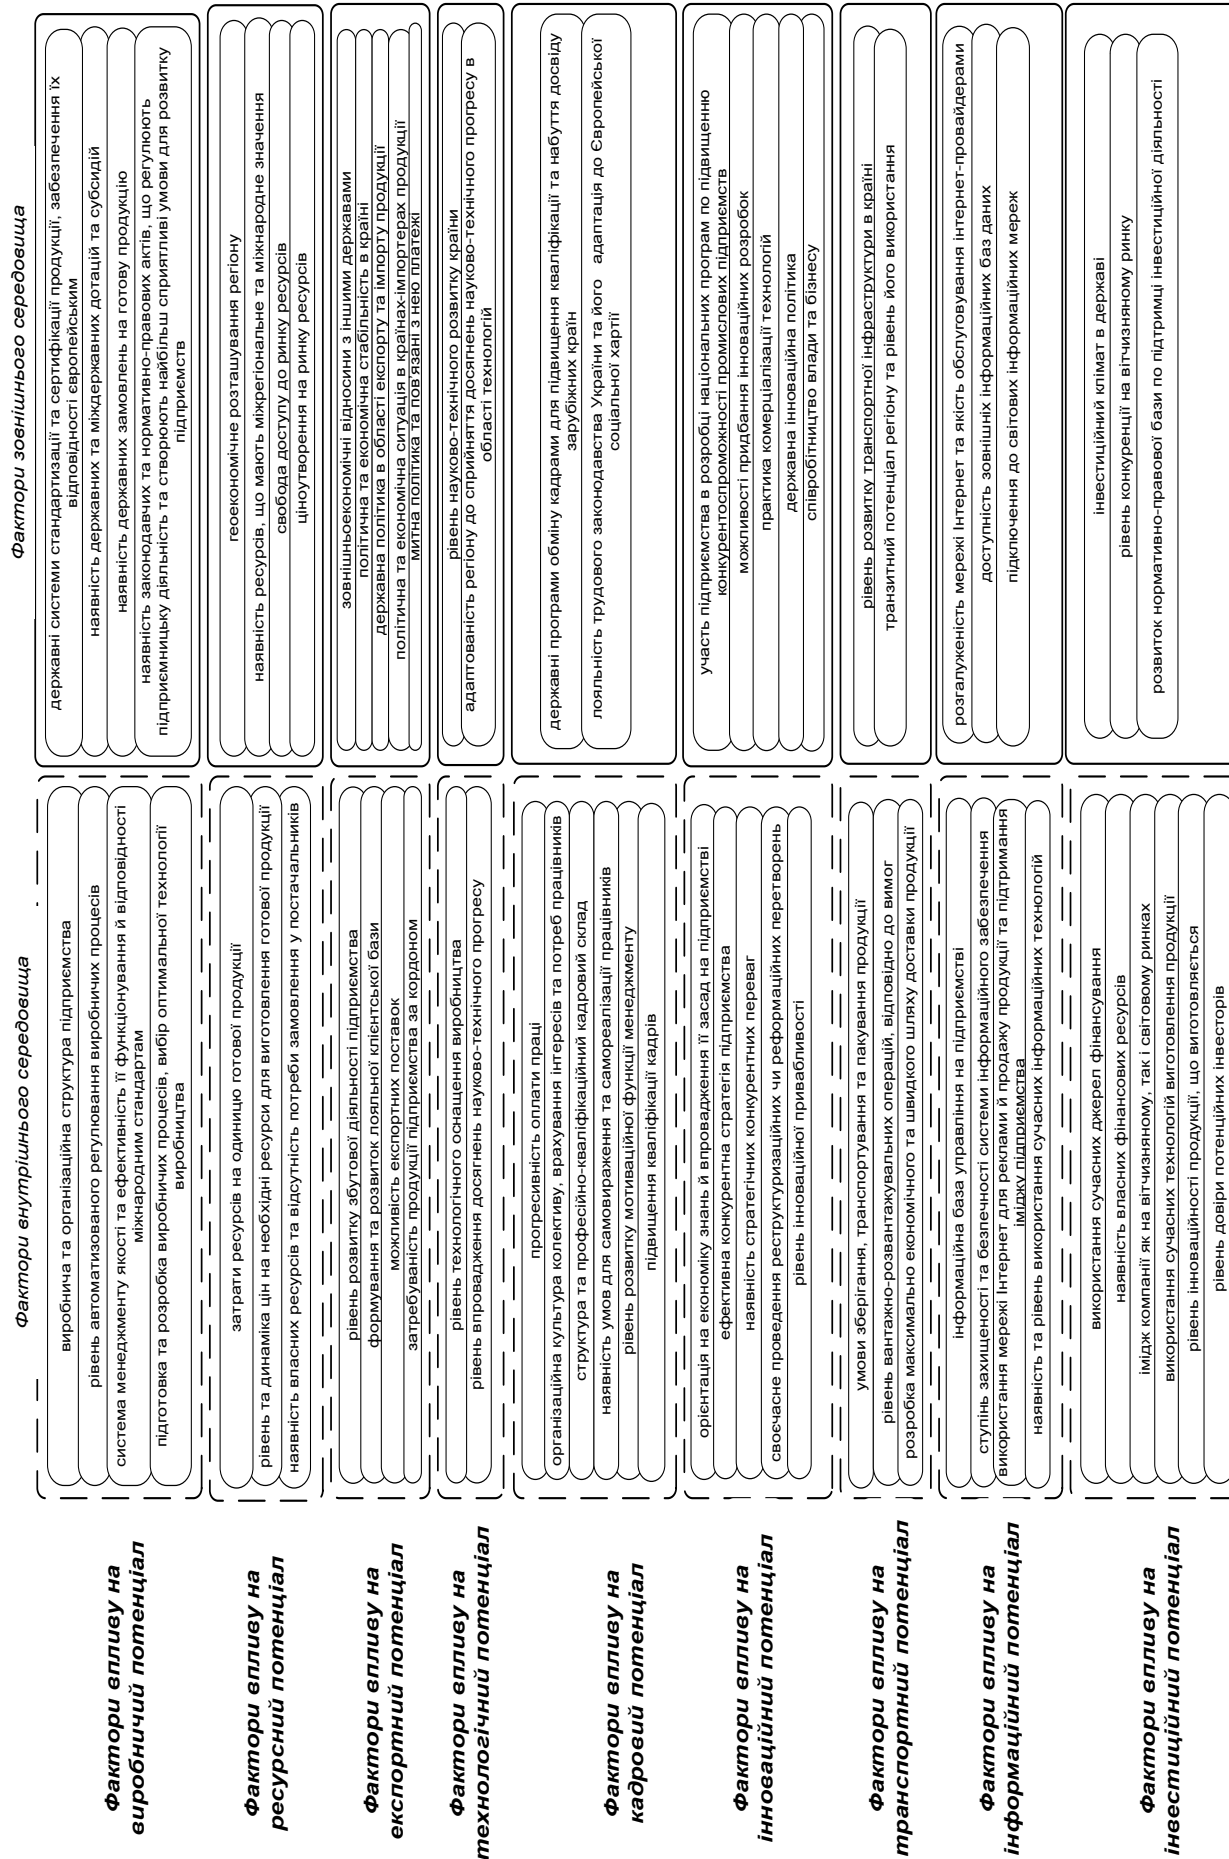 Фактори внутрішнього середовища
Фактори зовнішнього середовища
Фактори впливу на
виробничий потенціал
виробнича та організаційна структура підприємства
рівень автоматизованого регулювання виробничих процесів
система менеджменту якості та ефективність її функціонування й відповідності
міжнародним стандартам
підготовка та розробка виробничих процесів, вибір оптимальної технології
виробництва
державні системи стандартизації та сертифікації продукції, забезпечення їх
відповідності європейським
наявність державних та міждержавних дотацій та субсидій
наявність державних замовлень на готову продукцію
наявність законодавчих та нормативно-правових актів, що регулюють
підприємницьку діяльність та створюють найбільш сприятливі умови для розвитку
підприємств
Фактори впливу на
ресурсний потенціал
затрати ресурсів на одиницю готової продукції
рівень та динаміка цін на необхідні ресурси для виготовлення готової продукції
наявність власних ресурсів та відсутність потреби замовлення у постачальників
геоекономічне розташування регіону
наявність ресурсів, що мають міжрегіональне та міжнародне значення
свобода доступу до ринку ресурсів
ціноутворення на ринку ресурсів
Фактори впливу на
експортний потенціал
рівень розвитку збутової діяльності підприємства
формування та розвиток лояльної клієнтської бази
можливість експортних поставок
затребуваність продукції підприємства за кордоном
зовнішньоекономічні відносини з іншими державами
політична та економічна стабільність в країні
державна політика в області експорту та імпорту продукції
політична та економічна ситуація в країнах-імпортерах продукції
митна політика та пов'язані з нею платежі
Фактори впливу на
технологічний потенціал
рівень технологічного оснащення виробництва
рівень впровадження досягнень науково-технічного прогресу
рівень науково-технічного розвитку країни
адаптованість регіону до сприйняття досягнень науково-технічного прогресу в
області технологій
Фактори впливу на
кадровий потенціал
прогресивність оплати праці
організаційна культура колективу, врахування інтересів та потреб працівників
структура та професійно-кваліфікаційний кадровий склад
наявність умов для самовираження та самореалізації працівників
рівень розвитку мотиваційної функції менеджменту
підвищення кваліфікації кадрів
державні програми обміну кадрами для підвищення кваліфікації та набуття досвіду
зарубіжних країн
лояльність трудового законодавства України та його адаптація до Європейської
соціальної хартії
Фактори впливу на
інноваційний потенціал
орієнтація на економіку знань й впровадження її засад на підприємстві
ефективна конкурентна стратегія підприємства
наявність стратегічних конкурентних переваг
своєчасне проведення реструктуризаційних чи реформаційних перетворень
рівень інноваційної привабливості
участь підприємства в розробці національних програм по підвищенню
конкурентоспроможності промислових підприємств
можливості придбання інноваційних розробок
практика комерціалізації технологій
державна інноваційна політика
співробітництво влади та бізнесу
Фактори впливу на
транспортний потенціал
умови зберігання, транспортування та пакування продукції
рівень вантажно-розвантажувальних операцій, відповідно до вимог
розробка максимально економічного та швидкого шляху доставки продукції
рівень розвитку транспортної інфраструктури в країні
транзитний потенціал регіону та рівень його використання
Фактори впливу на
інформаційний потенціал
інформаційна база управління на підприємстві
ступінь захищеності та безпечності системи інформаційного забезпечення
використання мережі Інтернет для реклами й продажу продукції та підтримання
іміджу підприємства
наявність та рівень використання сучасних інформаційних технологій
розгалуженість мережі Інтернет та якість обслуговування інтернет-провайдерами
доступність зовнішніх інформаційних баз даних
підключення до світових інформаційних мереж
Фактори впливу на
інвестиційний потенціал
використання сучасних джерел фінансування
наявність власних фінансових ресурсів
імідж компанії як на вітчизняному, так і світовому ринках
використання сучасних технологій виготовлення продукції
рівень інноваційності продукції, що виготовляється
рівень довіри потенційних інвесторів
інвестиційний клімат в державі
рівень конкуренції на вітчизняному ринку
розвиток нормативно-правової бази по підтримці інвестиційної діяльності